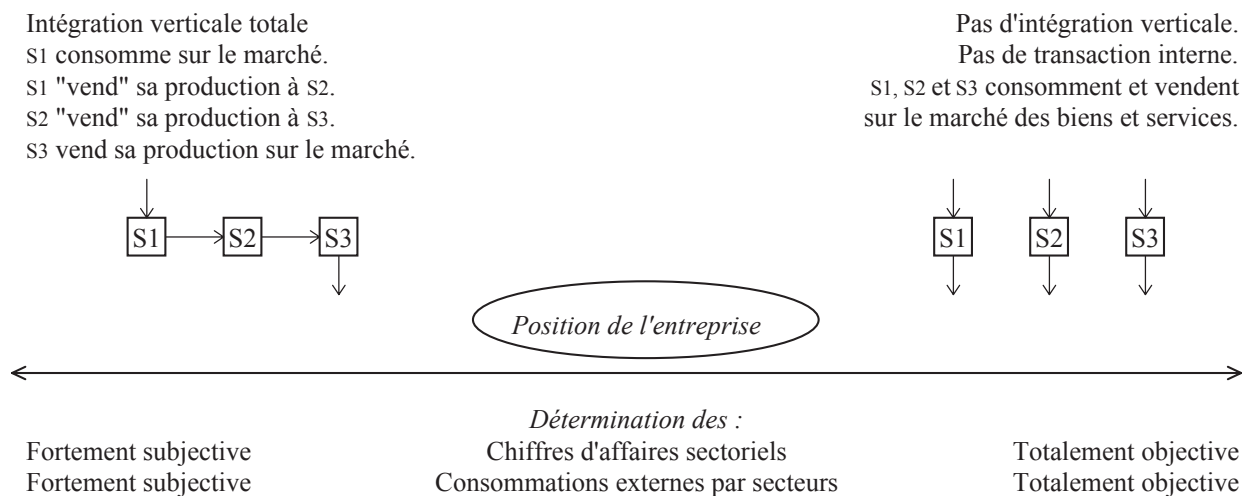 Intégration verticale totale
S1 consomme sur le marché.
S1 "vend" sa production à S2.
S2 "vend" sa production à S3.
S3 vend sa production sur le marché.
Pas d'intégration verticale.
Pas de transaction interne.
S1, S2 et S3 consomment et vendent
sur le marché des biens et services.
S1 S2 S3
S1 S2 S3
Position de l'entreprise
Détermination des :
Fortement subjective Chiffres d'affaires sectoriels Totalement objective
Fortement subjective Consommations externes par secteurs Totalement objective